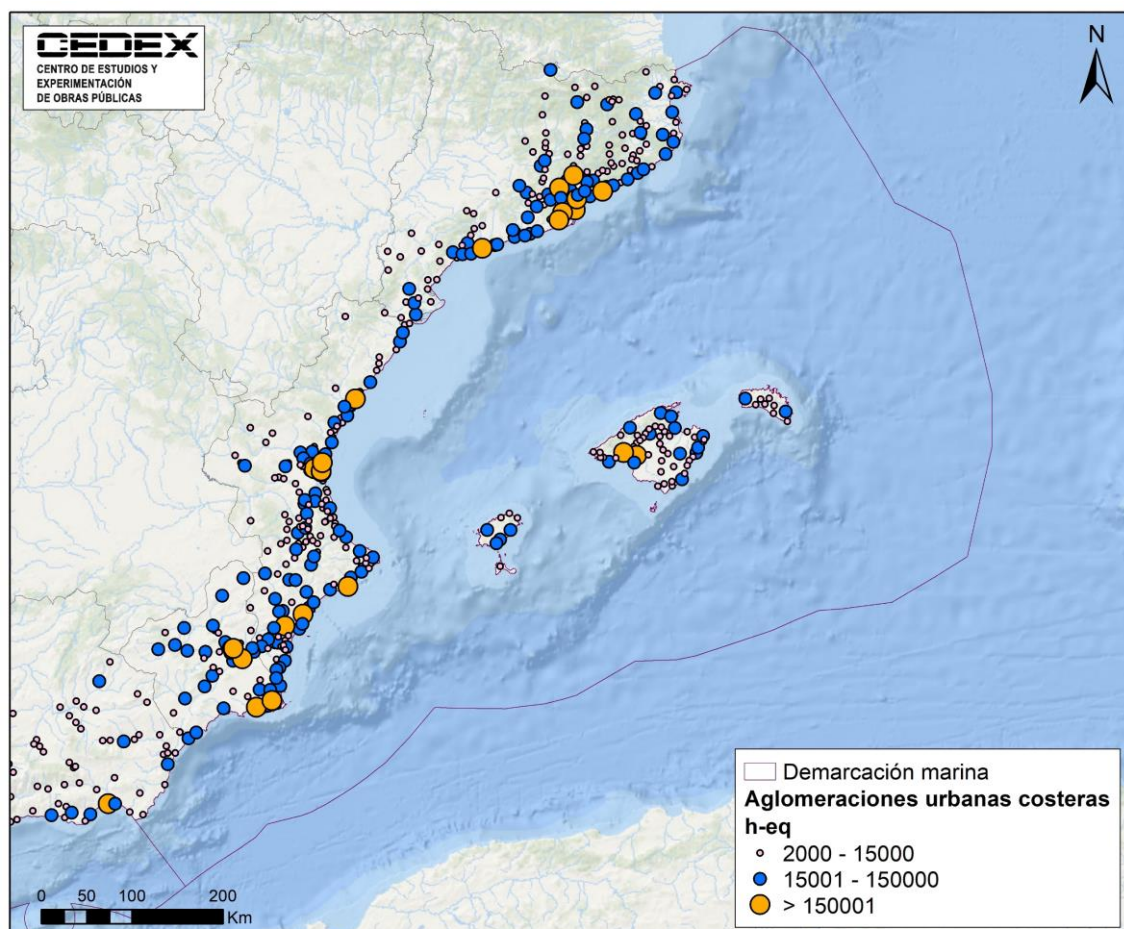 CEDEX
CENTRO DE ESTUDIOS Y
EXPERIMENTACIÓN
DE OBRAS PÚBLICAS
N
Demarcación marina
Aglomeraciones urbanas costeras
h-eq
2000 - 15000
15001 - 150000
> 150001
0 50 100 200
Km